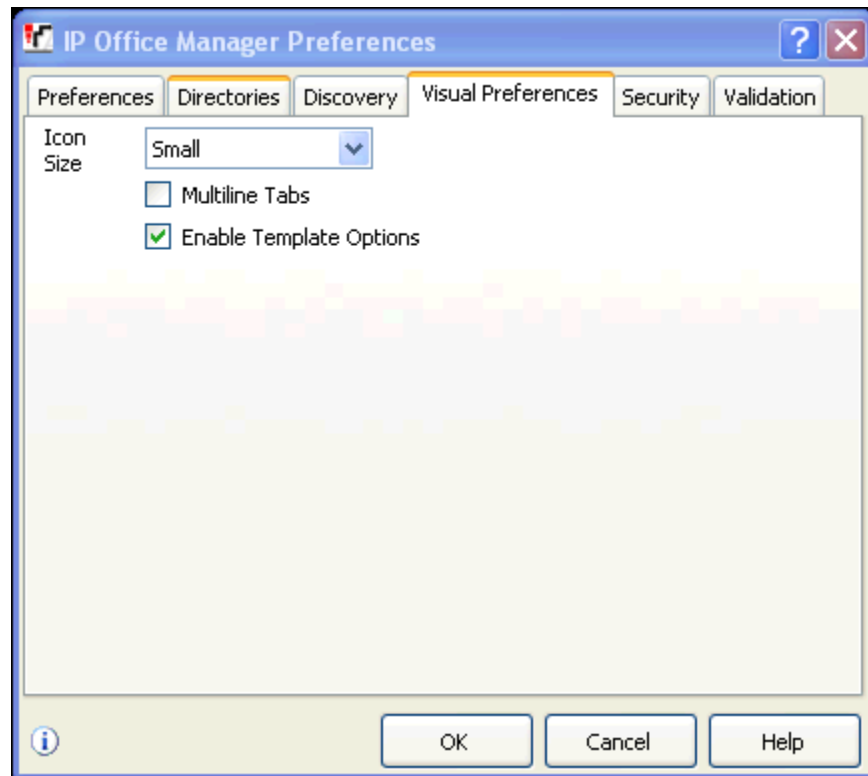 IP Office Manager Preferences
Preferences Directories Discovery Visual Preferences Security Validation
Icon
Size
Small
Multiline Tabs
Enable Template Options
OK Cancel Help